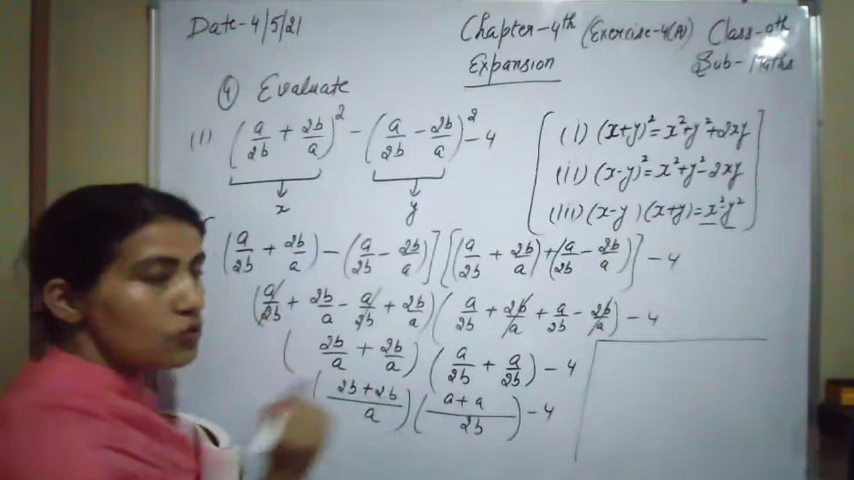 Date-4/5/21
Chapter-4th (Exercise-4(A)) Class-9th
Expansion
Sub-Maths
(4) Evaluate
(i) (a/2b + 2b/a)² - (a/2b - 2b/a)² - 4
x
y
(i) (x+y)² = x²+y²+2xy
(ii) (x-y)² = x²+y²-2xy
(iii) (x-y)(x+y) = x²-y²
[(a/2b + 2b/a) - (a/2b - 2b/a)] [(a/2b + 2b/a) + (a/2b - 2b/a)] - 4
(a/2b + 2b/a - a/2b + 2b/a) (a/2b + 2b/a + a/2b - 2b/a) - 4
(2b/a + 2b/a) (a/2b + a/2b) - 4
((2b+2b)/a) ((a+a)/2b) - 4